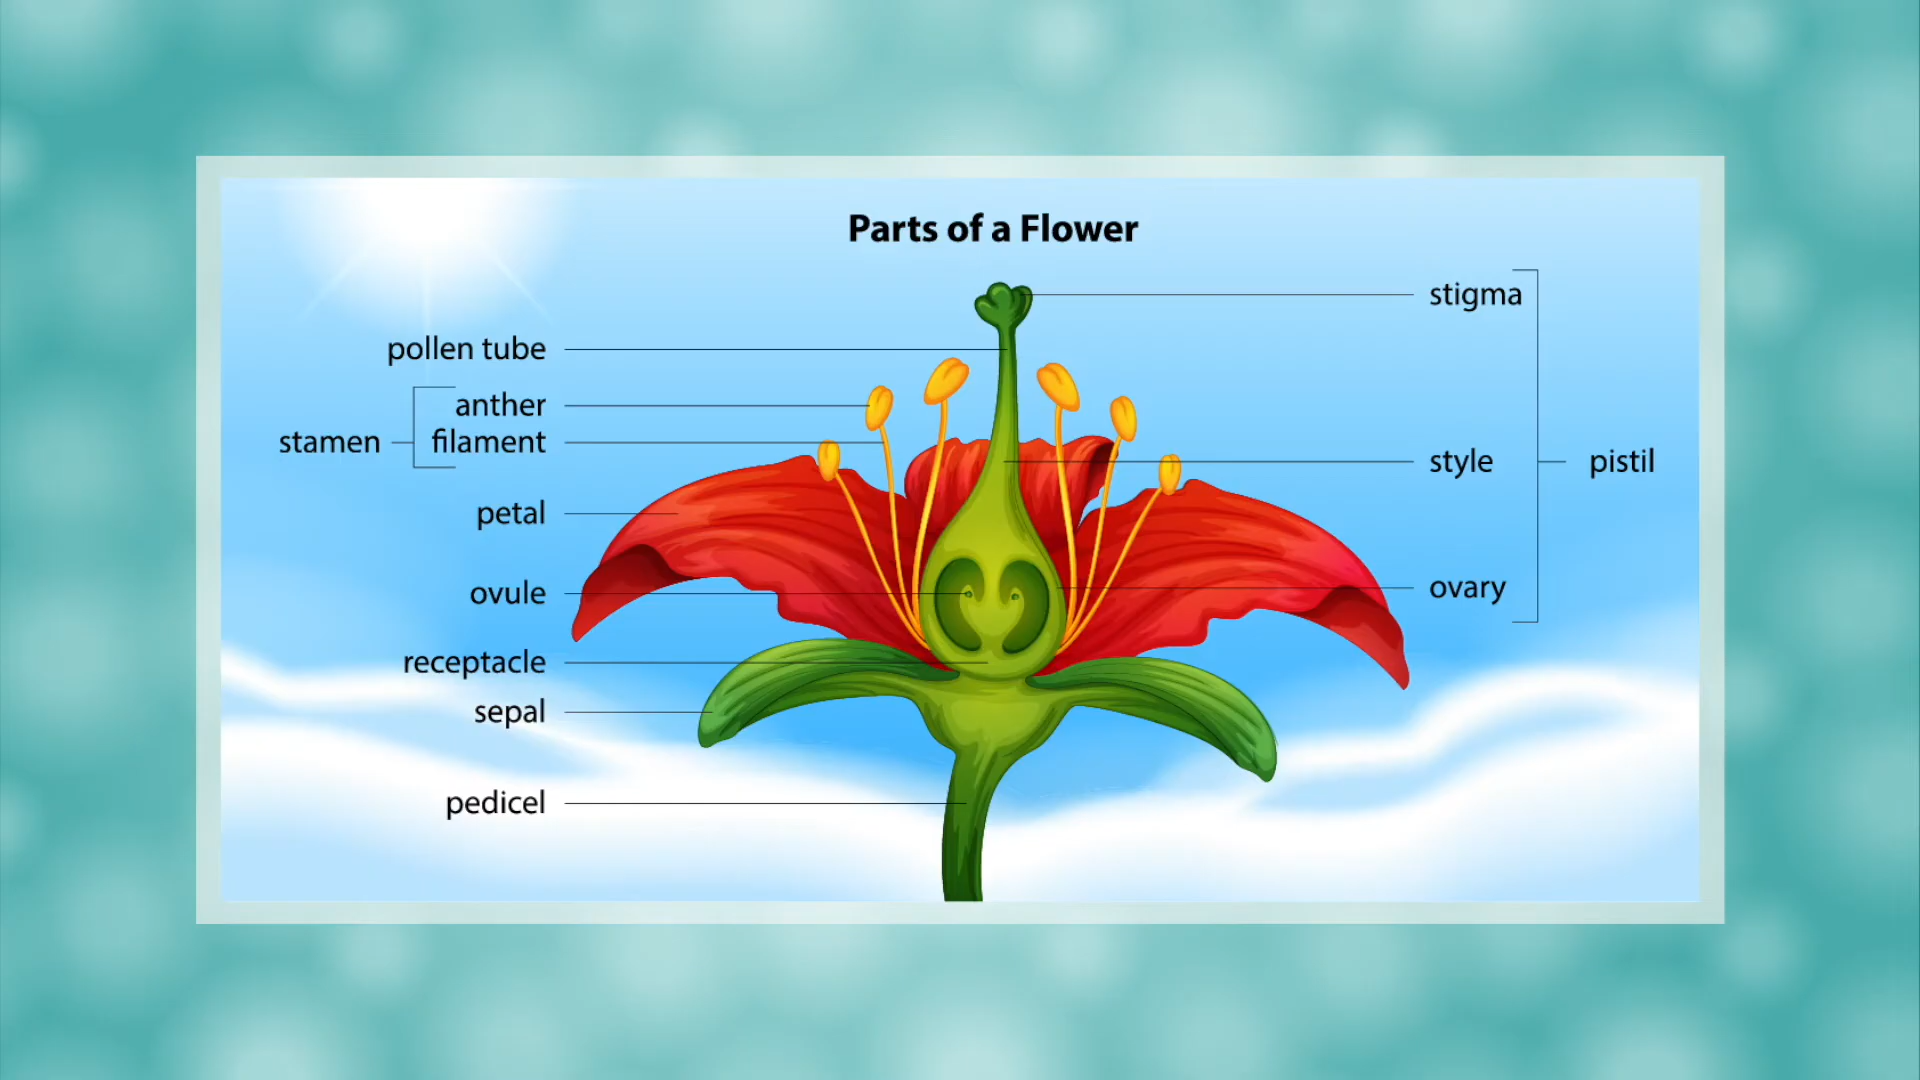 Parts of a Flower
stigma
pollen tube
anther
stamen
filament
style
pistil
petal
ovule
ovary
receptacle
sepal
pedicel